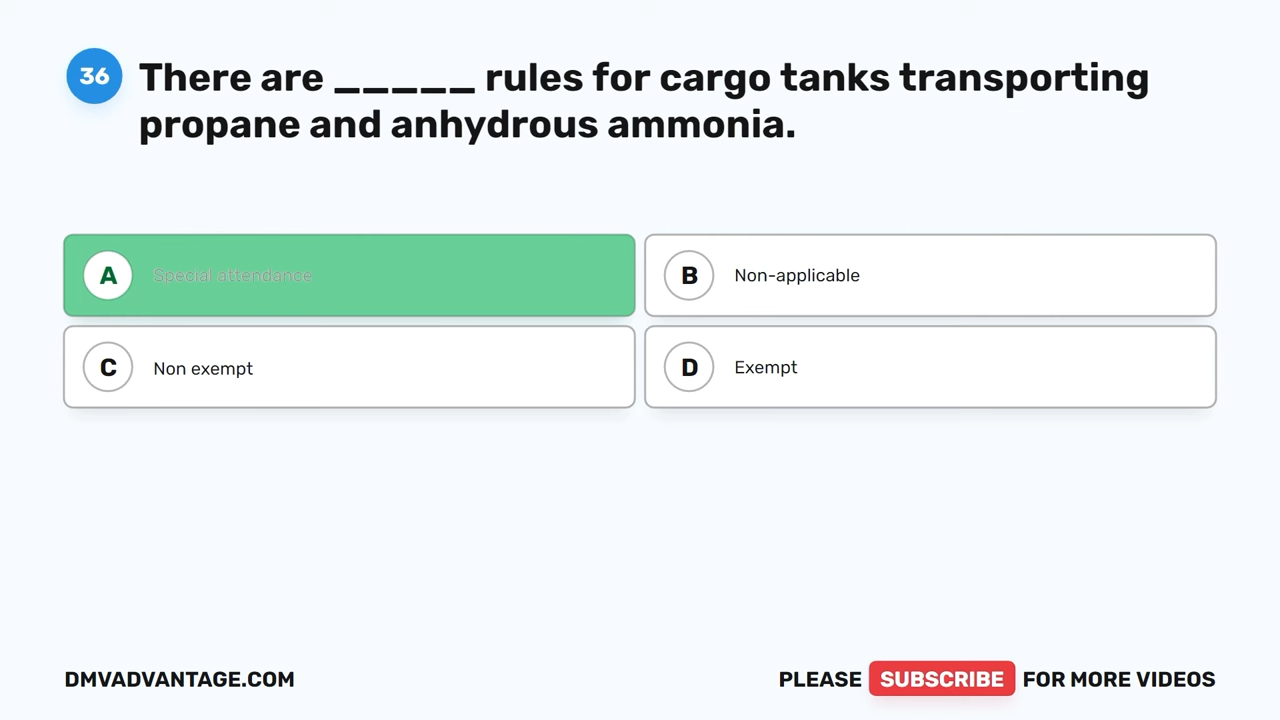 36
There are _____ rules for cargo tanks transporting
propane and anhydrous ammonia.
A Special attendance
B Non-applicable
C Non exempt
D Exempt
DMVADVANTAGE.COM
PLEASE SUBSCRIBE FOR MORE VIDEOS